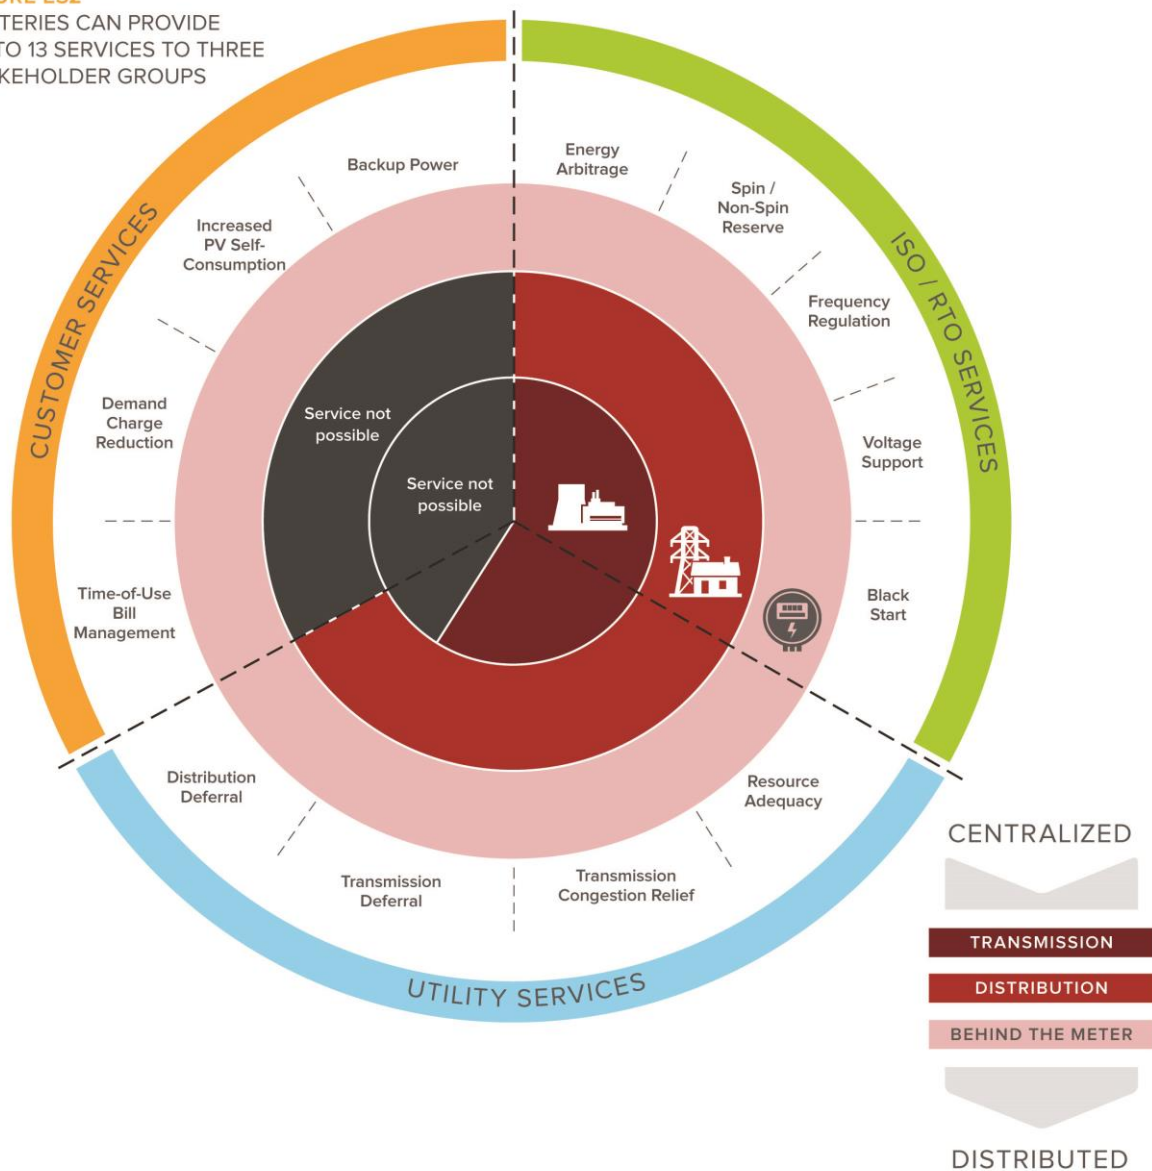 TERIES CAN PROVIDE
TO 13 SERVICES TO THREE
KEHOLDER GROUPS
Backup Power
Energy
Arbitrage
Spin /
Non-Spin
Reserve
Increased
PV Self-
Consumption
Frequency
Regulation
CUSTOMER SERVICES
ISO / RTO SERVICES
Demand
Charge
Reduction
Service not
possible
Service not
possible
Voltage
Support
Time-of-Use
Bill
Management
Black
Start
Distribution
Deferral
Resource
Adequacy
Transmission
Deferral
Transmission
Congestion Relief
UTILITY SERVICES
CENTRALIZED
TRANSMISSION
DISTRIBUTION
BEHIND THE METER
DISTRIBUTED